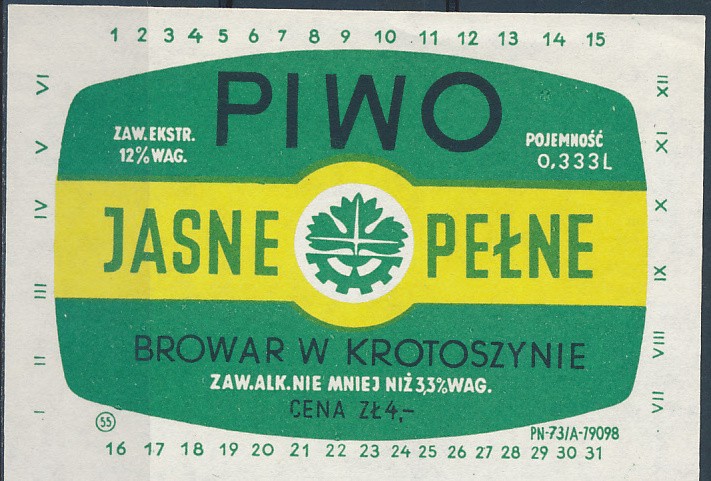 1 2 3 4 5 6 7 8 9 10 11 12 13 14 15
PIWO
ZAW.EKSTR.
12% WAG.
POJEMNOŚĆ
0,333L
JASNE PEŁNE
BROWAR W KROTOSZYNIE
ZAW.ALK.NIE MNIEJ NIŻ 3,3% WAG.
CENA ZŁ 4,-
55
PN-73/A-79098
16 17 18 19 20 21 22 23 24 25 26 27 28 29 30 31
I II III IV V VI
VII VIII IX X XI XII